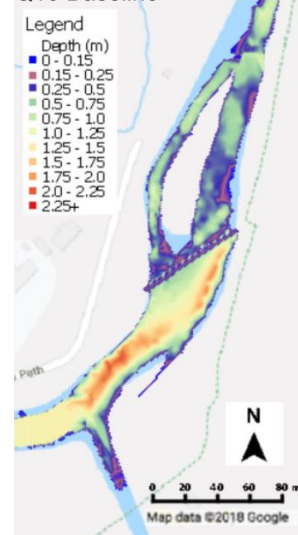 Legend
Depth (m)
0 - 0.15
0.15 - 0.25
0.25 - 0.5
0.5 - 0.75
0.75 - 1.0
1.0 - 1.25
1.25 - 1.5
1.5 - 1.75
1.75 - 2.0
2.0 - 2.25
2.25+
Path
N
0 20 40 60 80 m
Map data ©2018 Google